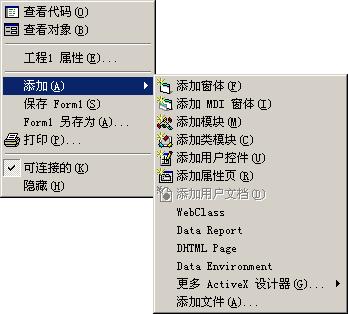 查看代码(O)
查看对象(B)
工程1 属性(E)...
添加(A)
保存 Form1(S)
Form1 另存为(A)...
打印(P)...
可连接的(K)
隐藏(H)
添加窗体(F)
添加 MDI 窗体(I)
添加模块(M)
添加类模块(C)
添加用户控件(U)
添加属性页(R)
添加用户文档(D)
WebClass
Data Report
DHTML Page
Data Environment
更多 ActiveX 设计器(G)...
添加文件(A)...